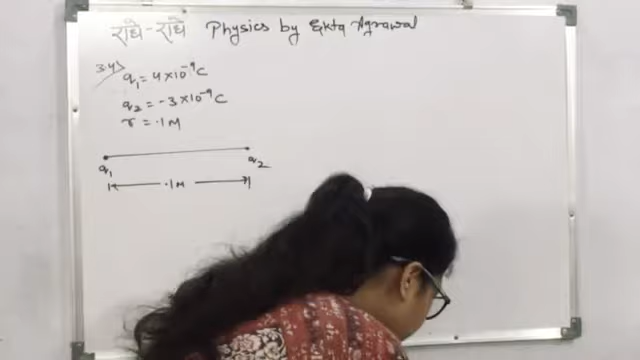 राधे-राधे Physics by Ekta Agrawal
34>
q₁ = 4×10⁻⁹C
q₂ = -3×10⁻⁹C
r = .1M
q₁ q₂
.1M